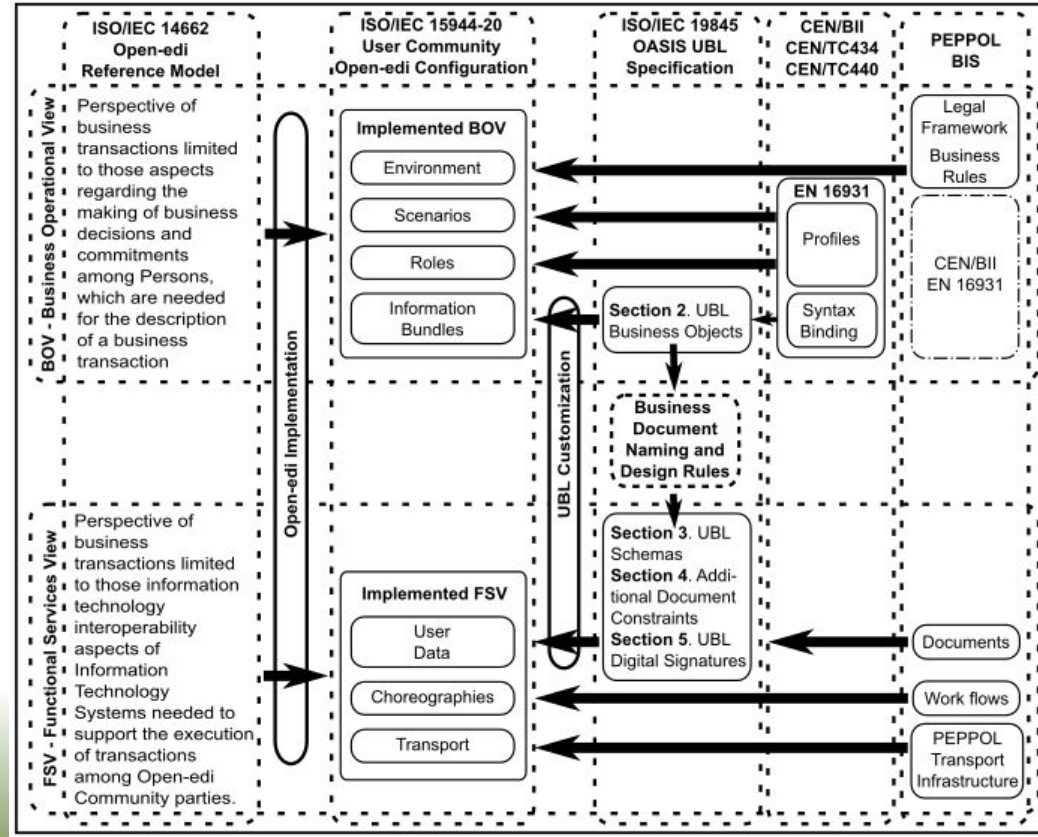 ISO/IEC 14662
Open-edi
Reference Model
ISO/IEC 15944-20
User Community
Open-edi Configuration
ISO/IEC 19845
OASIS UBL
Specification
CEN/BII
CEN/TC434
CEN/TC440
PEPPOL
BIS
BOV - Business Operational View
Perspective of
business
transactions limited
to those aspects
regarding the
making of business
decisions and
commitments
among Persons,
which are needed
for the description
of a business
transaction
Open-edi Implementation
Implemented BOV
Environment
Scenarios
Roles
Information
Bundles
UBL Customization
Section 2. UBL
Business Objects
EN 16931
Profiles
Syntax
Binding
Legal
Framework
Business
Rules
CEN/BII
EN 16931
Business
Document
Naming and
Design Rules
FSV - Functional Services View
Perspective of
business
transactions limited
to those information
technology
interoperability
aspects of
Information
Technology
Systems needed to
support the execution
of transactions
among Open-edi
Community parties.
Implemented FSV
User
Data
Choreographies
Transport
Section 3. UBL
Schemas
Section 4. Addi-
tional Document
Constraints
Section 5. UBL
Digital Signatures
Documents
Work flows
PEPPOL
Transport
Infrastructure